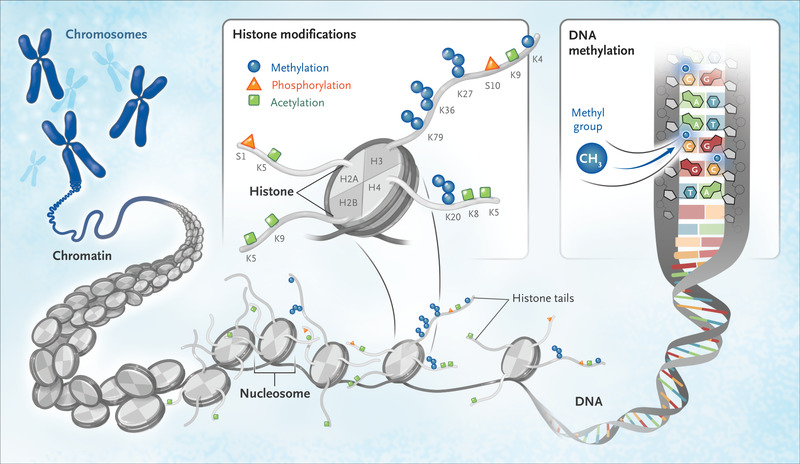 Chromosomes
Chromatin
Histone modifications
Methylation
Phosphorylation
Acetylation
K4
K9
S10
K27
K36
K79
S1
K5
H3
H2A
H4
Histone
H2B
K20
K8
K5
K9
K5
DNA
methylation
Methyl
group
CH3
C
G
A
T
A
T
C
G
G
C
T
A
Histone tails
Nucleosome
DNA